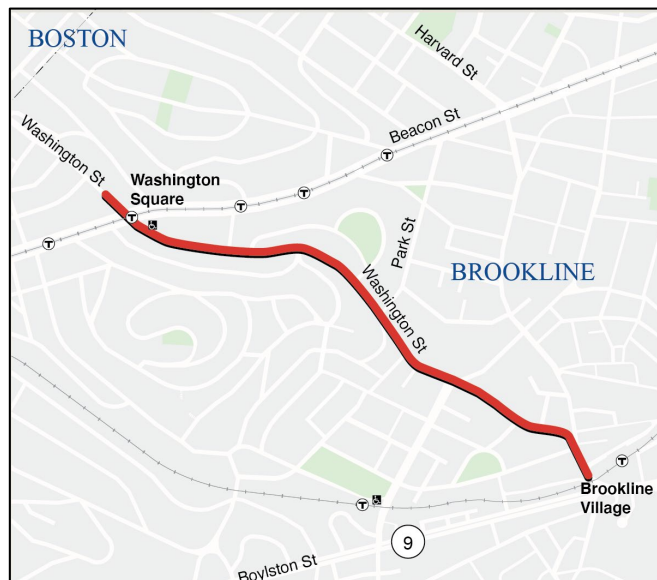 BOSTON
Harvard St
Beacon St
Washington St
Washington
Square
T
T
T
T
T
Park St
BROOKLINE
Washington St
T
Brookline
Village
T
9
Boylston St